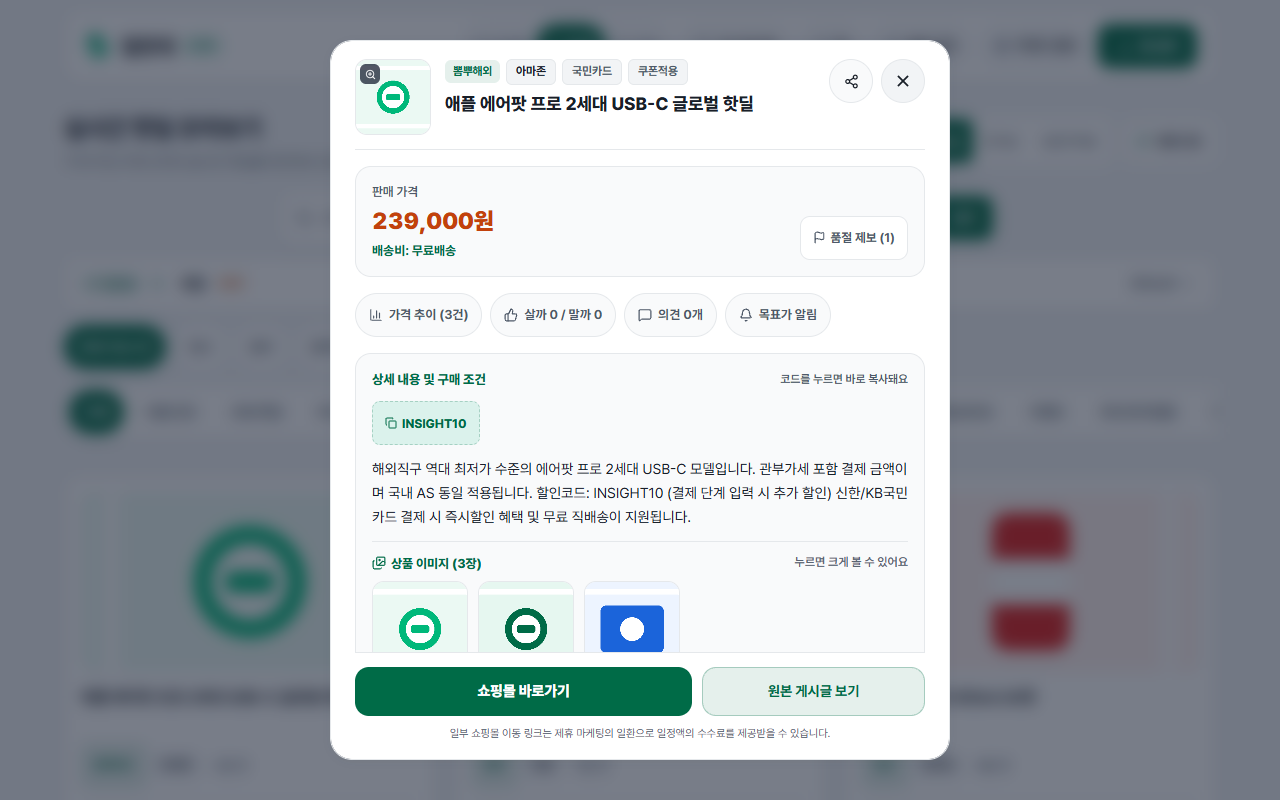 뽐뿌해외 아마존 국민카드 쿠폰적용
애플 에어팟 프로 2세대 USB-C 글로벌 핫딜
판매 가격
239,000원
배송비: 무료배송
품절 제보 (1)
가격 추이 (3건) 살까 0 / 말까 0 의견 0개 목표가 알림
상세 내용 및 구매 조건 코드를 누르면 바로 복사돼요
INSIGHT10
해외직구 역대 최저가 수준의 에어팟 프로 2세대 USB-C 모델입니다. 관부가세 포함 결제 금액이
며 국내 AS 동일 적용됩니다. 할인코드: INSIGHT10 (결제 단계 입력 시 추가 할인) 신한/KB국민
카드 결제 시 즉시할인 혜택 및 무료 직배송이 지원됩니다.
상품 이미지 (3장) 누르면 크게 볼 수 있어요
쇼핑몰 바로가기 원본 게시글 보기
일부 쇼핑몰 이동 링크는 제휴 마케팅의 일환으로 일정액의 수수료를 제공받을 수 있습니다.